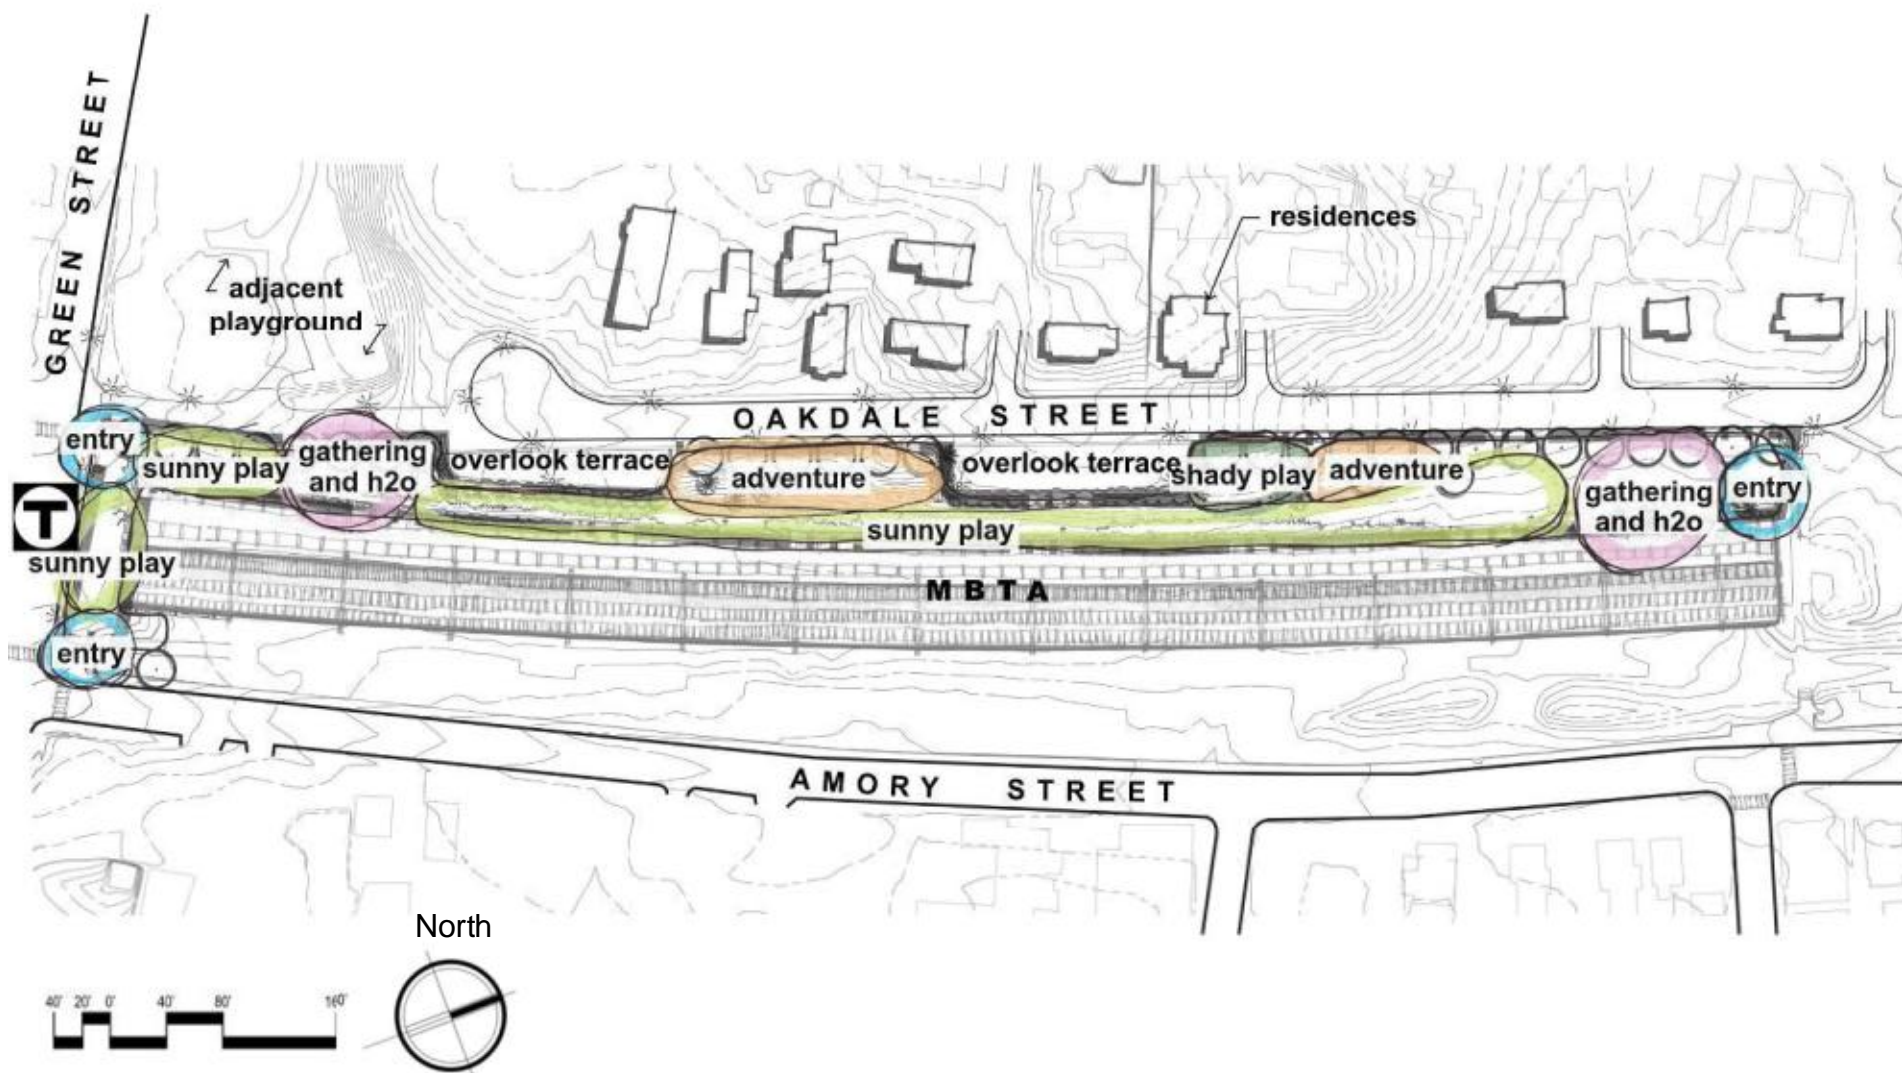 GREEN STREET
residences
adjacent
playground
OAKDALE STREET
entry
sunny play
gathering
and h2o
overlook terrace
adventure
overlook terrace
shady play
adventure
gathering
and h2o
entry
T
sunny play
sunny play
MBTA
entry
AMORY STREET
North
40' 20' 0' 40' 80' 160'